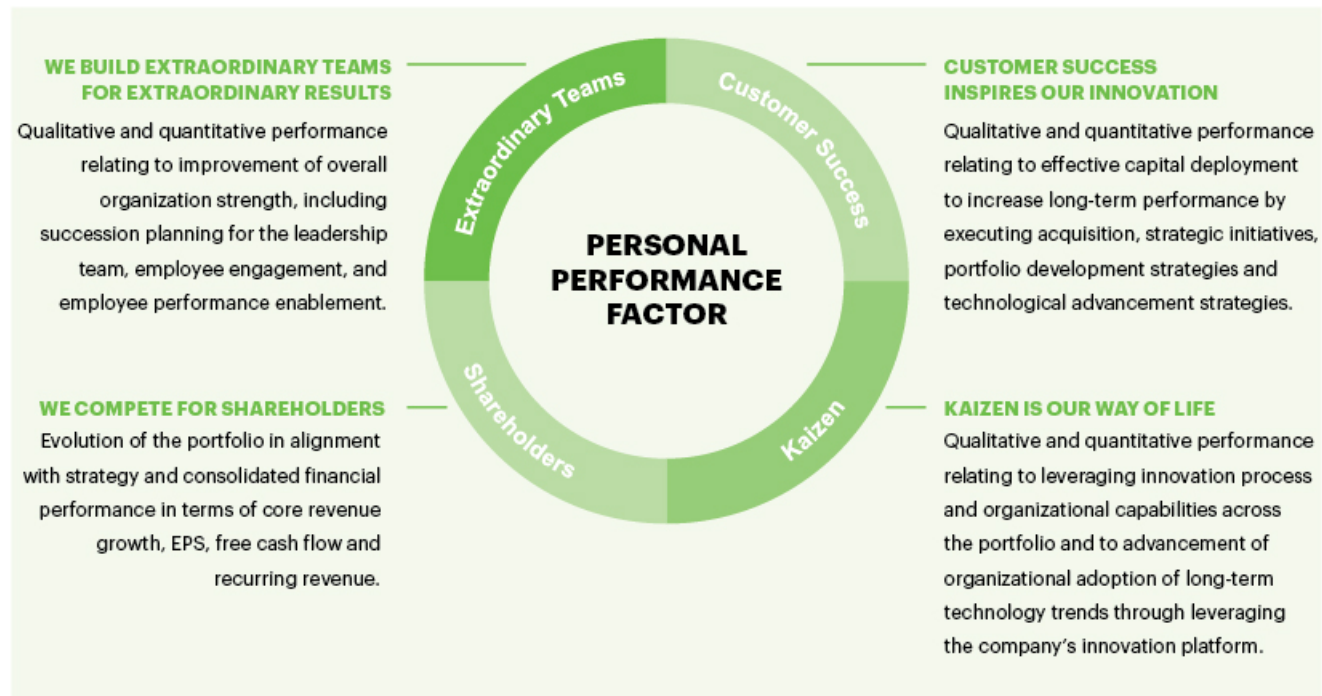 WE BUILD EXTRAORDINARY TEAMS
FOR EXTRAORDINARY RESULTS
Qualitative and quantitative performance
relating to improvement of overall
organization strength, including
succession planning for the leadership
team, employee engagement, and
employee performance enablement.
Extraordinary Teams
Customer Success
CUSTOMER SUCCESS
INSPIRES OUR INNOVATION
Qualitative and quantitative performance
relating to effective capital deployment
to increase long-term performance by
executing acquisition, strategic initiatives,
portfolio development strategies and
technological advancement strategies.
PERSONAL
PERFORMANCE
FACTOR
WE COMPETE FOR SHAREHOLDERS
Evolution of the portfolio in alignment
with strategy and consolidated financial
performance in terms of core revenue
growth, EPS, free cash flow and
recurring revenue.
Shareholders
Kaizen
KAIZEN IS OUR WAY OF LIFE
Qualitative and quantitative performance
relating to leveraging innovation process
and organizational capabilities across
the portfolio and to advancement of
organizational adoption of long-term
technology trends through leveraging
the company's innovation platform.